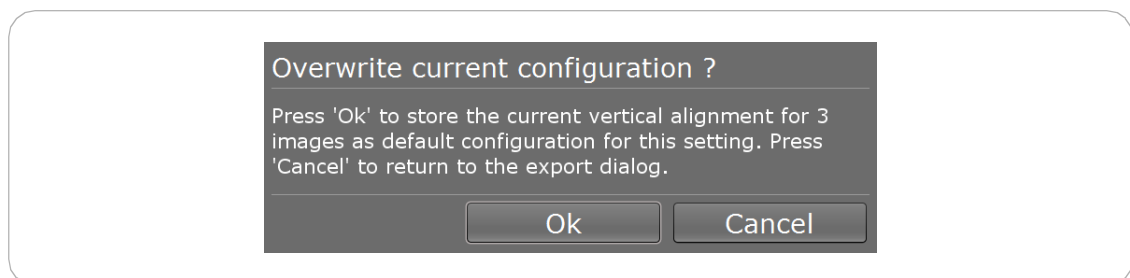 Overwrite current configuration ?
Press 'Ok' to store the current vertical alignment for 3
images as default configuration for this setting. Press
'Cancel' to return to the export dialog.
Ok
Cancel